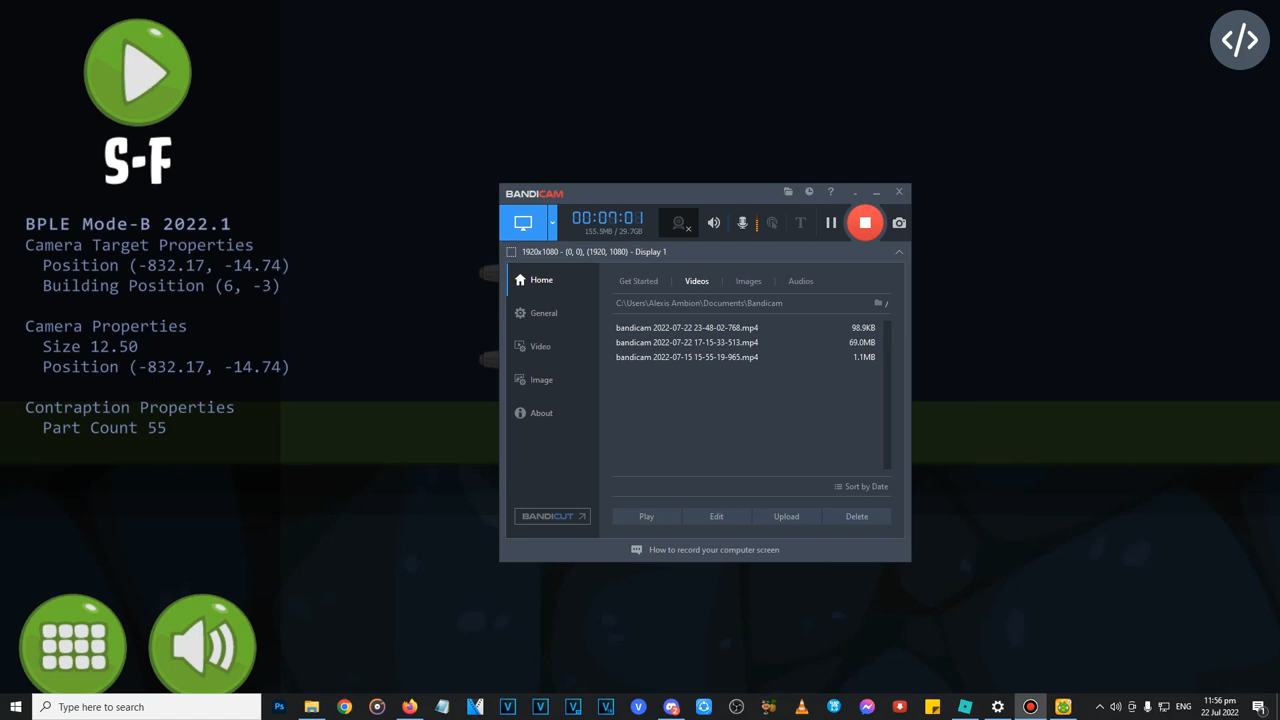 S-F
BPLE Mode-B 2022.1
Camera Target Properties
Position (-832.17, -14.74)
Building Position (6, -3)
Camera Properties
Size 12.50
Position (-832.17, -14.74)
Contraption Properties
Part Count 55
BANDICAM
00:07:01
155.5MB / 29.7GB
1920x1080 - (0, 0), (1920, 1080) - Display 1
Home
General
Video
Image
About
BANDICUT
Get Started
Videos
Images
Audios
C:\Users\Alexis Ambion\Documents\Bandicam
bandicam 2022-07-22 23-48-02-768.mp4 98.9KB
bandicam 2022-07-22 17-15-33-513.mp4 69.0MB
bandicam 2022-07-15 15-55-19-965.mp4 1.1MB
Sort by Date
Play Edit Upload Delete
How to record your computer screen
Type here to search
ENG
11:56 pm
22 Jul 2022